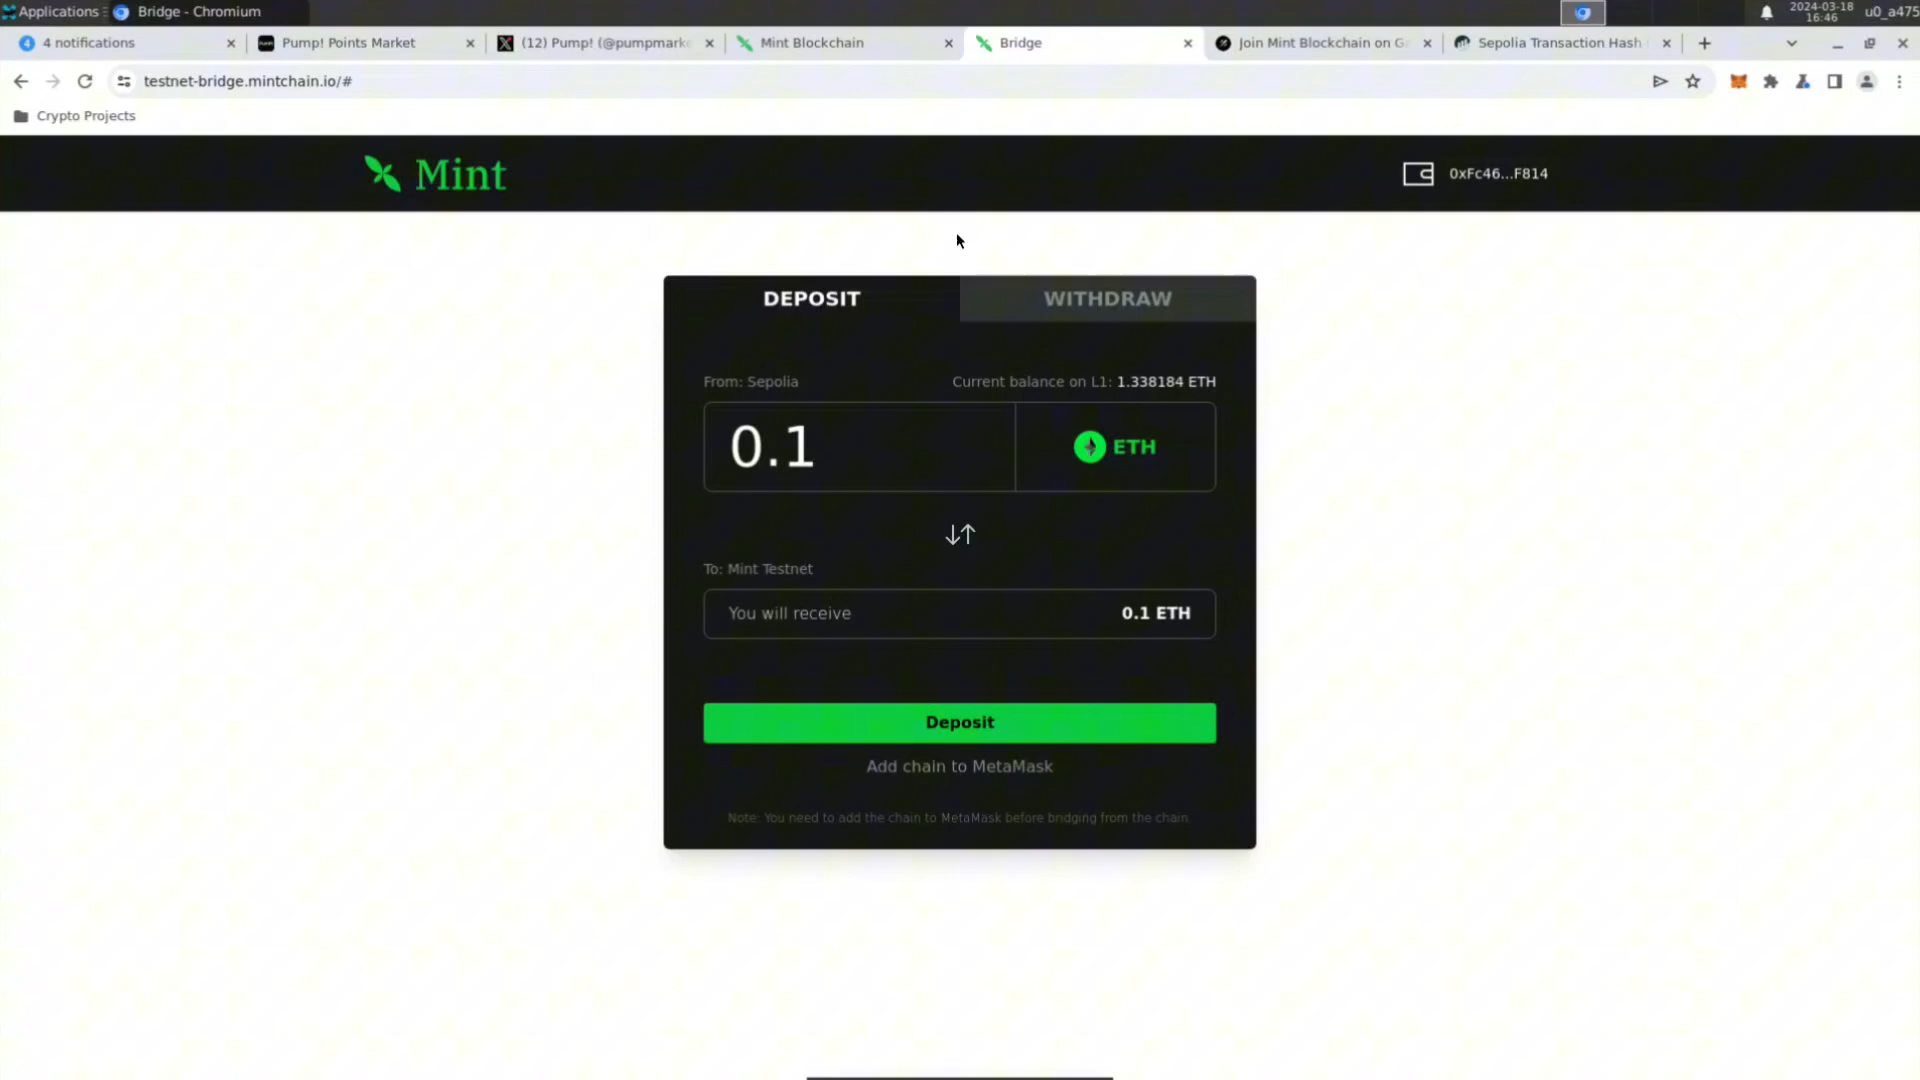 Applications
Bridge - Chromium
2024-03-18
16:46
u0_a475
4 notifications
Pump! Points Market
(12) Pump! (@pumpmarke
Mint Blockchain
Bridge
Join Mint Blockchain on G
Sepolia Transaction Hash
testnet-bridge.mintchain.io/#
Crypto Projects
Mint
0xFc46...F814
DEPOSIT
WITHDRAW
From: Sepolia
Current balance on L1: 1.338184 ETH
0.1
ETH
To: Mint Testnet
You will receive
0.1 ETH
Deposit
Add chain to MetaMask
Note: You need to add the chain to MetaMask before bridging from the chain.